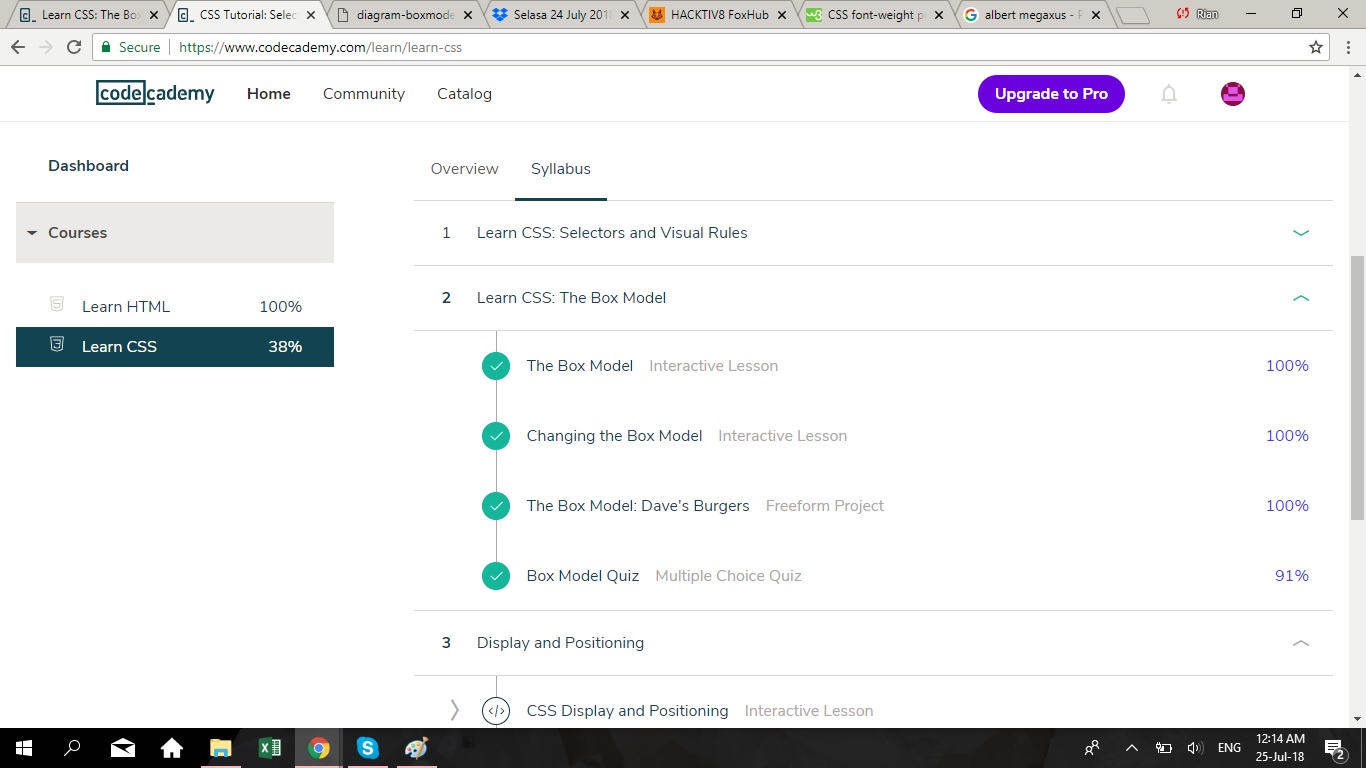 Learn CSS: The Bo
CSS Tutorial: Selec
diagram-boxmode
Selasa 24 July 201
HACKTIV8 FoxHub
CSS font-weight p
albert megaxus -
Rian
Secure
https://www.codecademy.com/learn/learn-css
codecademy
Home
Community
Catalog
Upgrade to Pro
Dashboard
Courses
Learn HTML 100%
Learn CSS 38%
Overview
Syllabus
1 Learn CSS: Selectors and Visual Rules
2 Learn CSS: The Box Model
The Box Model Interactive Lesson 100%
Changing the Box Model Interactive Lesson 100%
The Box Model: Dave's Burgers Freeform Project 100%
Box Model Quiz Multiple Choice Quiz 91%
3 Display and Positioning
</> CSS Display and Positioning Interactive Lesson
ENG
12:14 AM
25-Jul-18
2